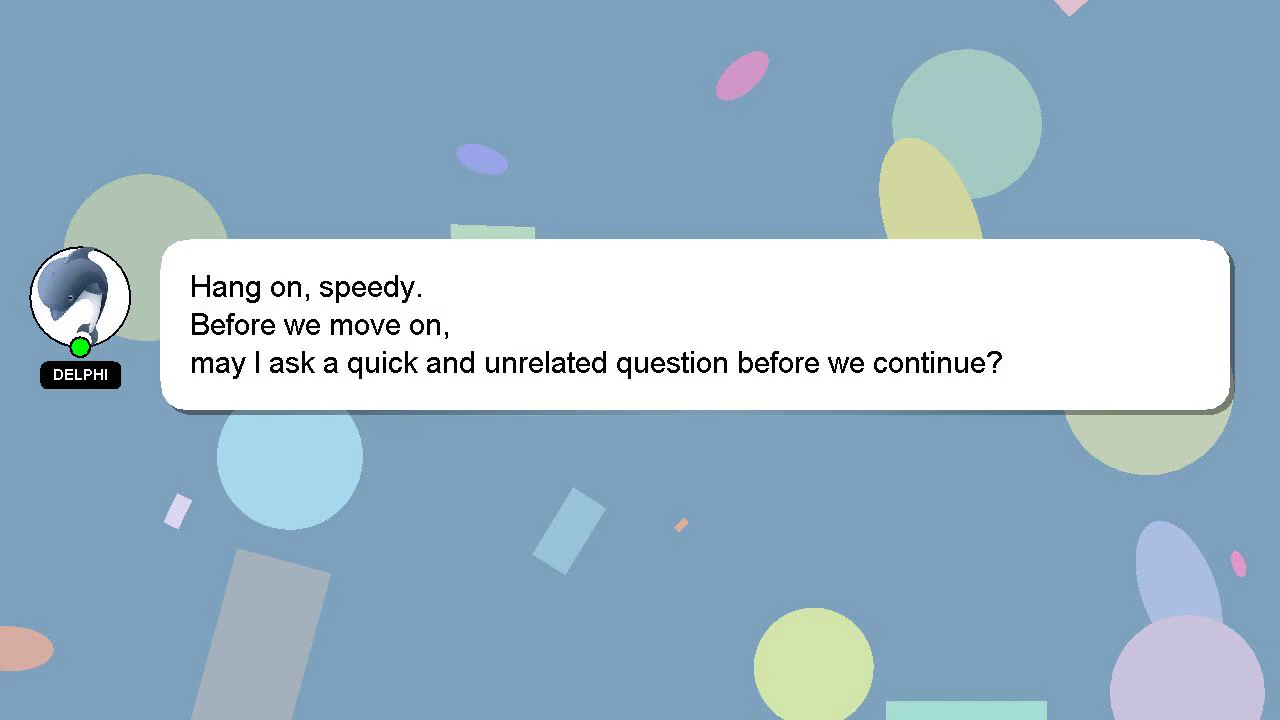 Hang on, speedy.
Before we move on,
may I ask a quick and unrelated question before we continue?
DELPHI